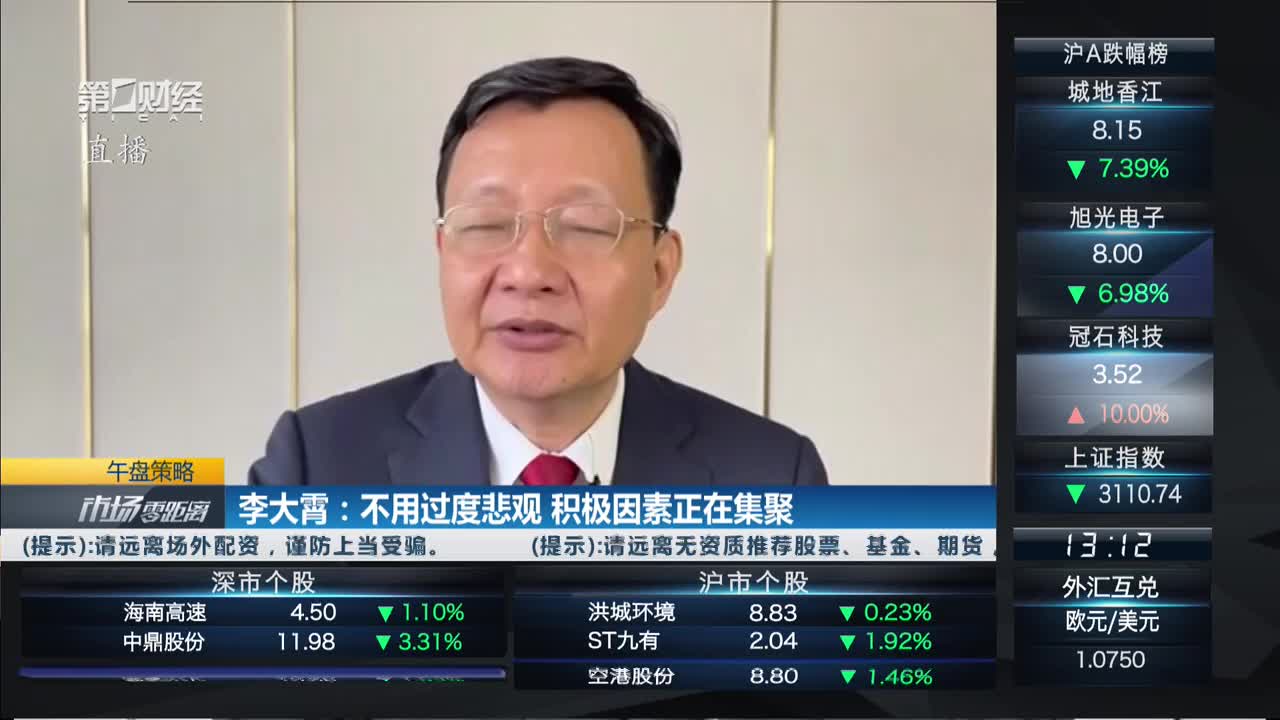 第一财经
YICAI
直播
沪A跌幅榜
城地香江
8.15
▼ 7.39%
旭光电子
8.00
▼ 6.98%
冠石科技
3.52
▲ 10.00%
上证指数
▼ 3110.74
13:12
外汇互兑
欧元/美元
1.0750
午盘策略
市场零距离
李大霄：不用过度悲观 积极因素正在集聚
(提示):请远离场外配资，谨防上当受骗。 (提示):请远离无资质推荐股票、基金、期货，
深市个股
海南高速 4.50 ▼ 1.10%
中鼎股份 11.98 ▼ 3.31%
沪市个股
洪城环境 8.83 ▼ 0.23%
ST九有 2.04 ▼ 1.92%
空港股份 8.80 ▼ 1.46%